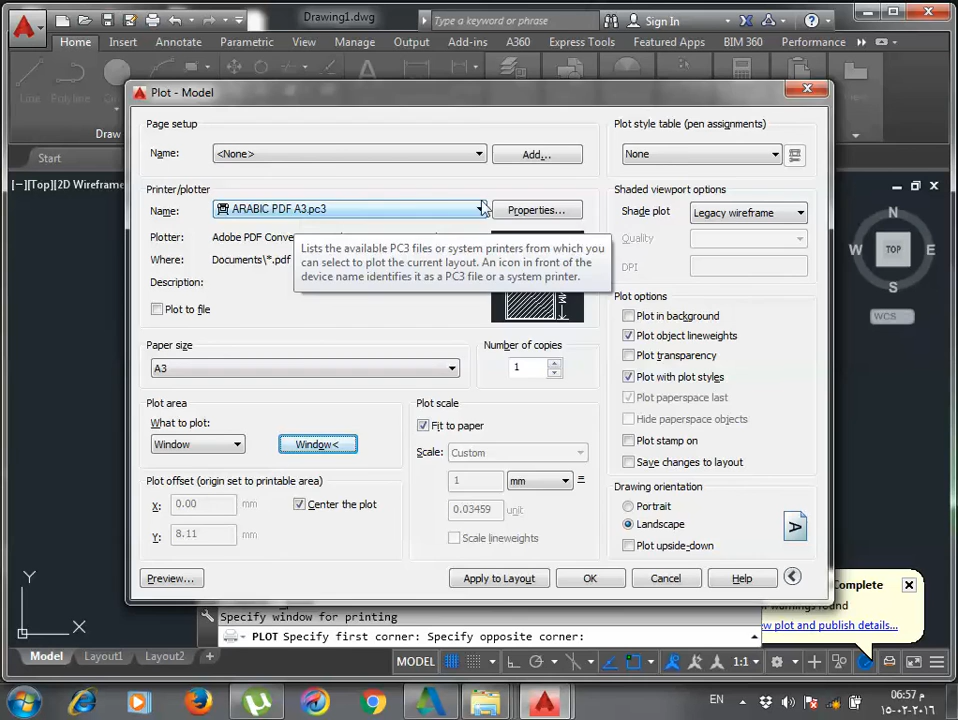 Drawing1.dwg
Type a keyword or phrase
Sign In
Home Insert Annotate Parametric View Manage Output Add-ins A360 Express Tools Featured Apps BIM 360 Performance
Line Polyline
Draw
Start
[−][Top][2D Wireframe
Plot - Model
Page setup
Name: <None> Add...
Printer/plotter
Name: ARABIC PDF A3.pc3 Properties...
Plotter: Adobe PDF Conve
Where: Documents\*.pdf
Description:
Lists the available PC3 files or system printers from which you
can select to plot the current layout. An icon in front of the
device name identifies it as a PC3 file or a system printer.
Plot to file
Paper size
A3
Number of copies
1
Plot area
What to plot:
Window Window<
Plot scale
Fit to paper
Scale: Custom
1 mm =
0.03459 unit
Scale lineweights
Plot offset (origin set to printable area)
X: 0.00 mm Center the plot
Y: 8.11 mm
Plot style table (pen assignments)
None
Shaded viewport options
Shade plot Legacy wireframe
Quality
DPI
Plot options
Plot in background
Plot object lineweights
Plot transparency
Plot with plot styles
Plot paperspace last
Hide paperspace objects
Plot stamp on
Save changes to layout
Drawing orientation
Portrait
Landscape
A
Plot upside-down
Preview... Apply to Layout OK Cancel Help
N
W TOP E
S
WCS
Y
X
Complete
warnings found
ew plot and publish details...
Specify window for printing
PLOT Specify first corner: Specify opposite corner:
Model Layout1 Layout2 + MODEL 1:1
EN
06:57 م
١٥-٠٢-٢٠١٦